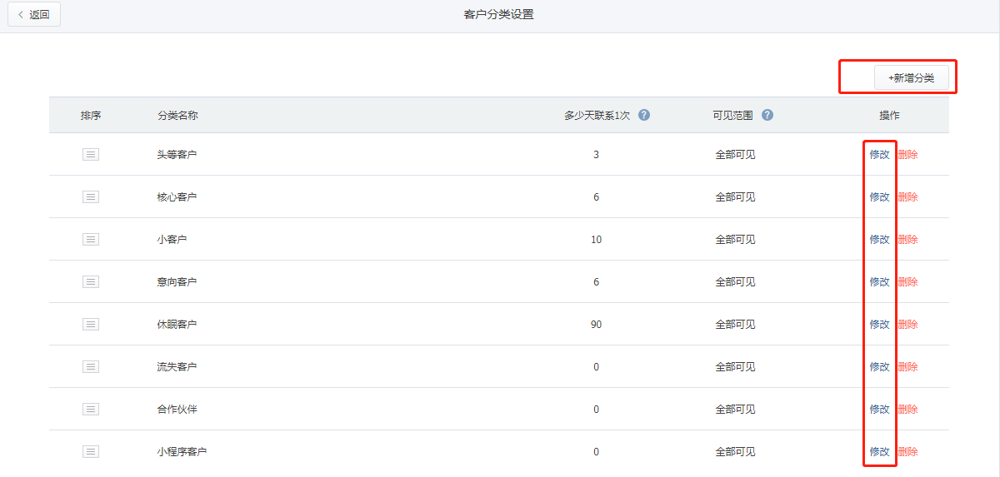 返回
客户分类设置
+新增分类
排序 分类名称 多少天联系1次 ? 可见范围 ? 操作
头等客户 3 全部可见 修改 删除
核心客户 6 全部可见 修改 删除
小客户 10 全部可见 修改 删除
意向客户 6 全部可见 修改 删除
休眠客户 90 全部可见 修改 删除
流失客户 0 全部可见 修改 删除
合作伙伴 0 全部可见 修改 删除
小程序客户 0 全部可见 修改 删除